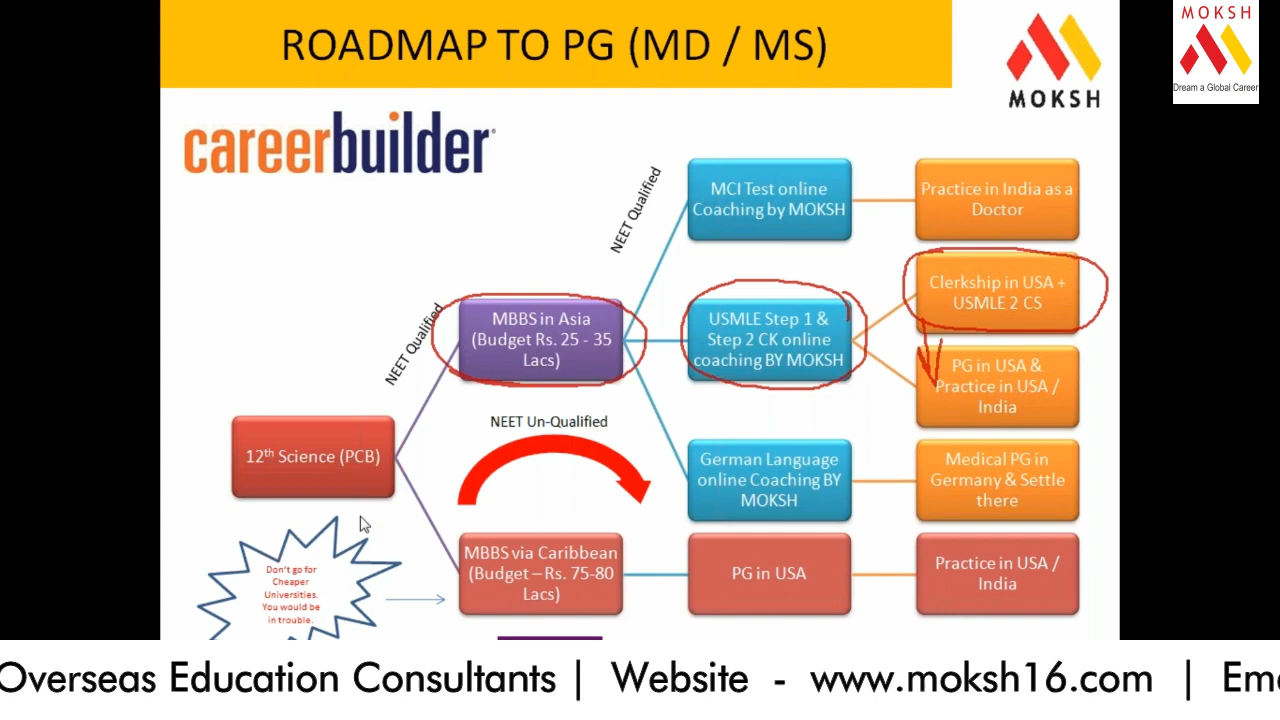 ROADMAP TO PG (MD / MS)
MOKSH
MOKSH
Dream a Global Career
careerbuilder
NEET Qualified
NEET Qualified
MCI Test online
Coaching by MOKSH
Practice in India as a
Doctor
MBBS in Asia
(Budget Rs. 25 - 35
Lacs)
USMLE Step 1 &
Step 2 CK online
coaching BY MOKSH
Clerkship in USA +
USMLE 2 CS
PG in USA &
Practice in USA /
India
NEET Un-Qualified
12th Science (PCB)
German Language
online Coaching BY
MOKSH
Medical PG in
Germany & Settle
there
MBBS via Caribbean
(Budget – Rs. 75-80
Lacs)
PG in USA
Practice in USA /
India
Don't go for
Cheaper
Universities.
You would be
in trouble.
Overseas Education Consultants | Website - www.moksh16.com | Ema